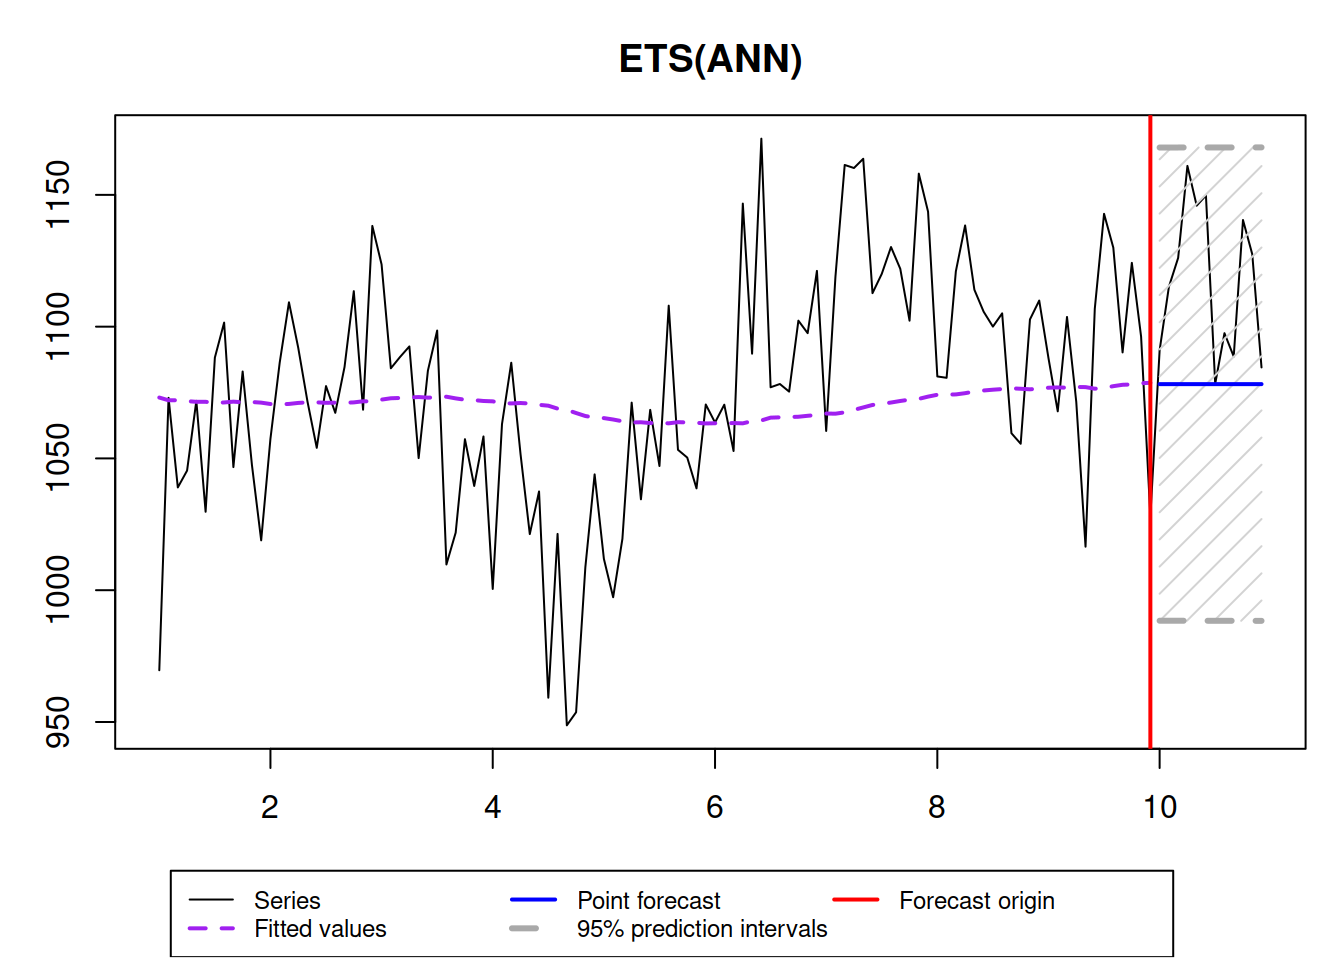 ETS(ANN)
1150
1100
1050
1000
950
2 4 6 8 10
Series Point forecast Forecast origin
Fitted values 95% prediction intervals